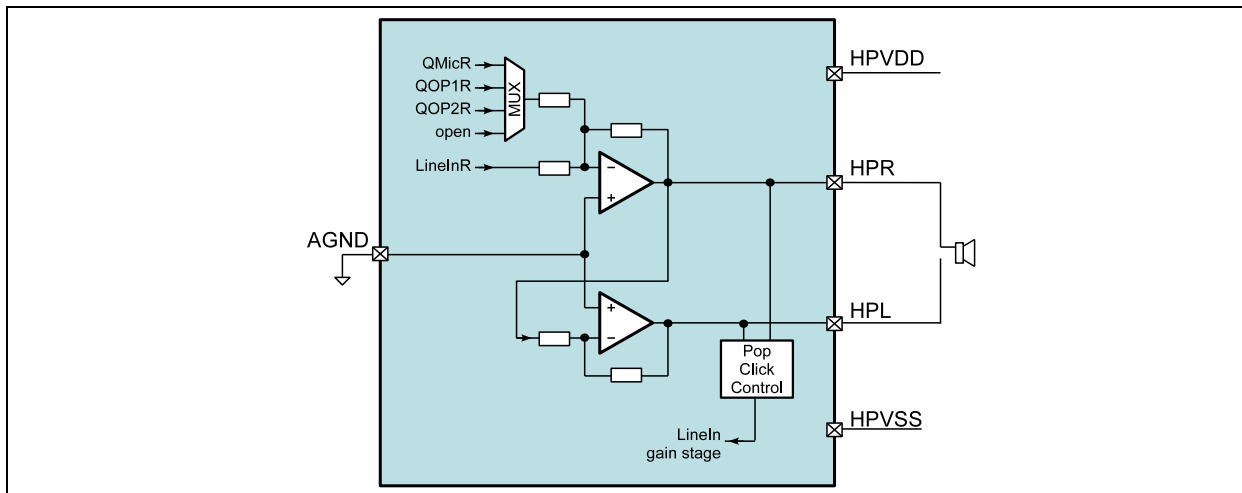 HPVDD
QMicR
QOP1R
QOP2R
open
MUX
LineInR
−
+
HPR
AGND
+
−
HPL
Pop
Click
Control
LineIn
gain stage
HPVSS